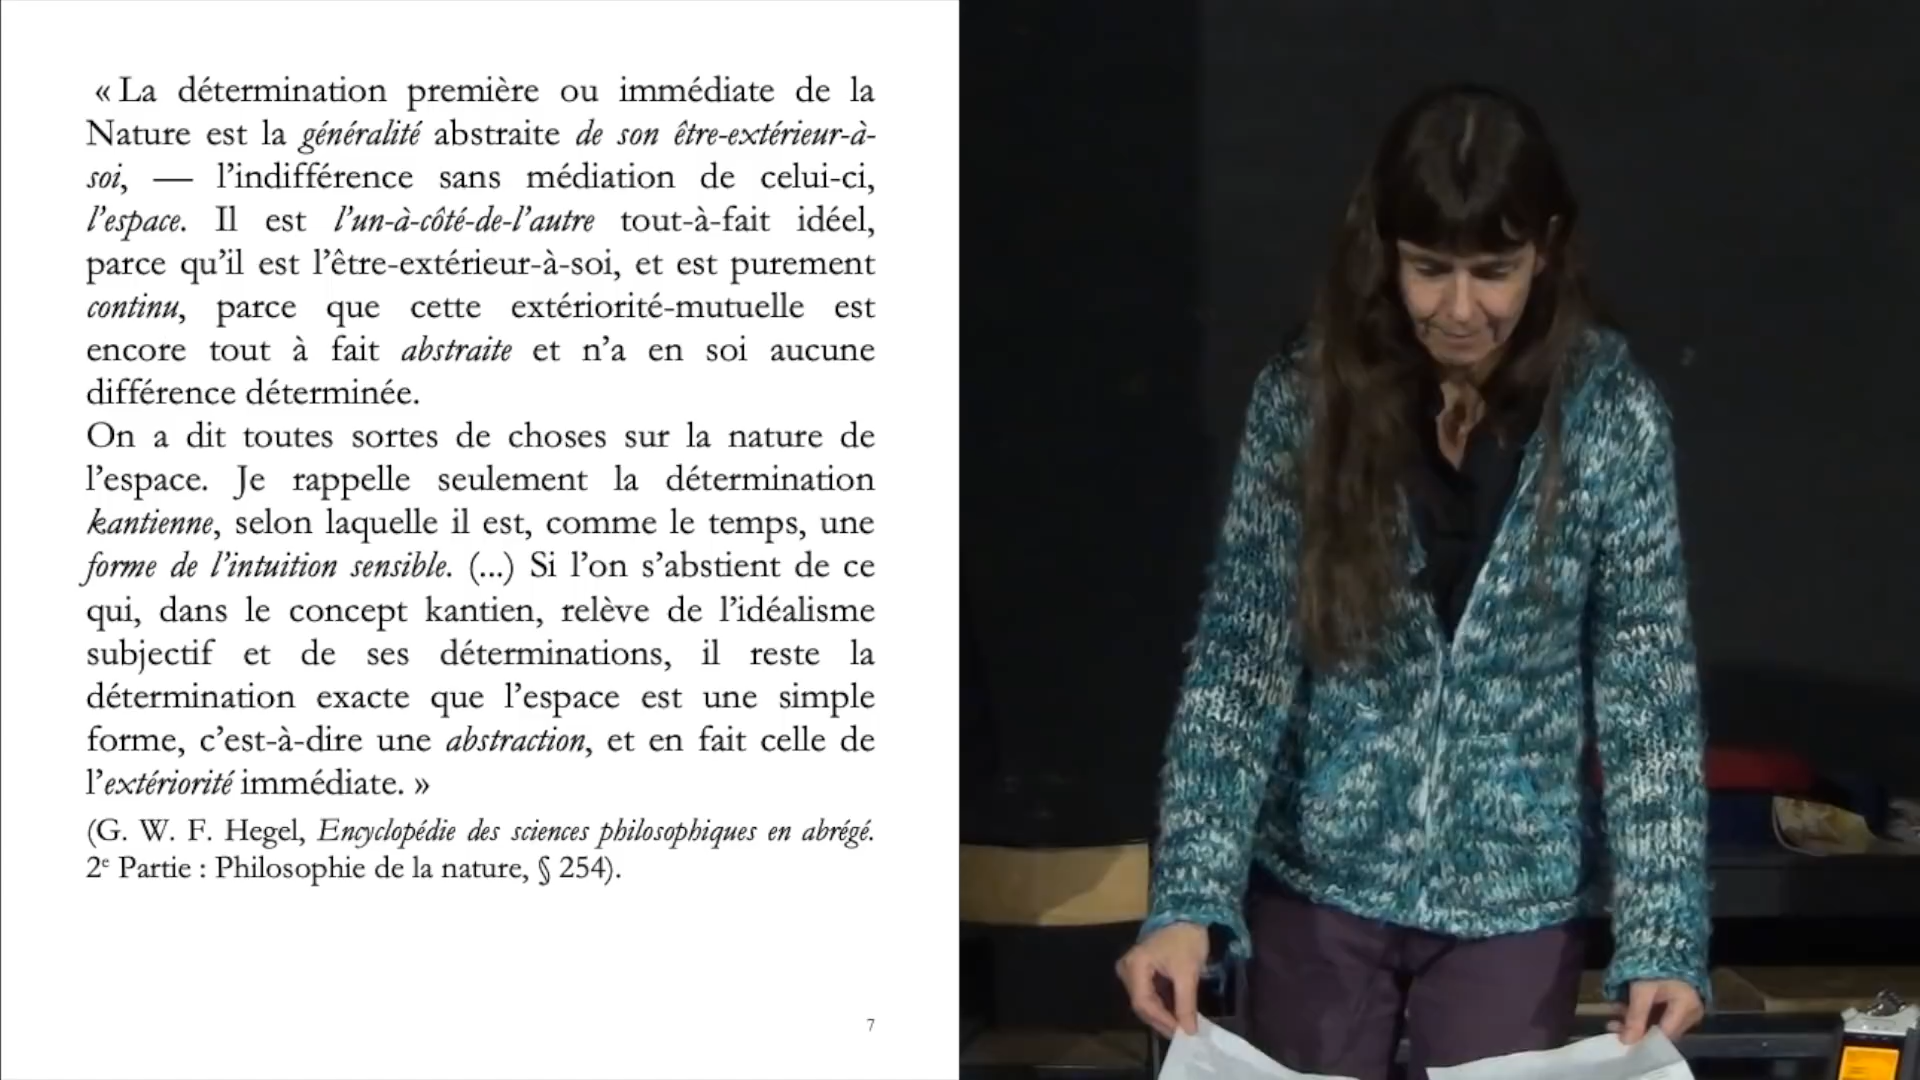 « La détermination première ou immédiate de la
Nature est la généralité abstraite de son être-extérieur-à-
soi, — l’indifférence sans médiation de celui-ci,
l’espace. Il est l’un-à-côté-de-l’autre tout-à-fait idéel,
parce qu’il est l’être-extérieur-à-soi, et est purement
continu, parce que cette extériorité-mutuelle est
encore tout à fait abstraite et n’a en soi aucune
différence déterminée.
On a dit toutes sortes de choses sur la nature de
l’espace. Je rappelle seulement la détermination
kantienne, selon laquelle il est, comme le temps, une
forme de l’intuition sensible. (...) Si l’on s’abstient de ce
qui, dans le concept kantien, relève de l’idéalisme
subjectif et de ses déterminations, il reste la
détermination exacte que l’espace est une simple
forme, c’est-à-dire une abstraction, et en fait celle de
l’extériorité immédiate. »
(G. W. F. Hegel, Encyclopédie des sciences philosophiques en abrégé.
2e Partie : Philosophie de la nature, § 254).
7